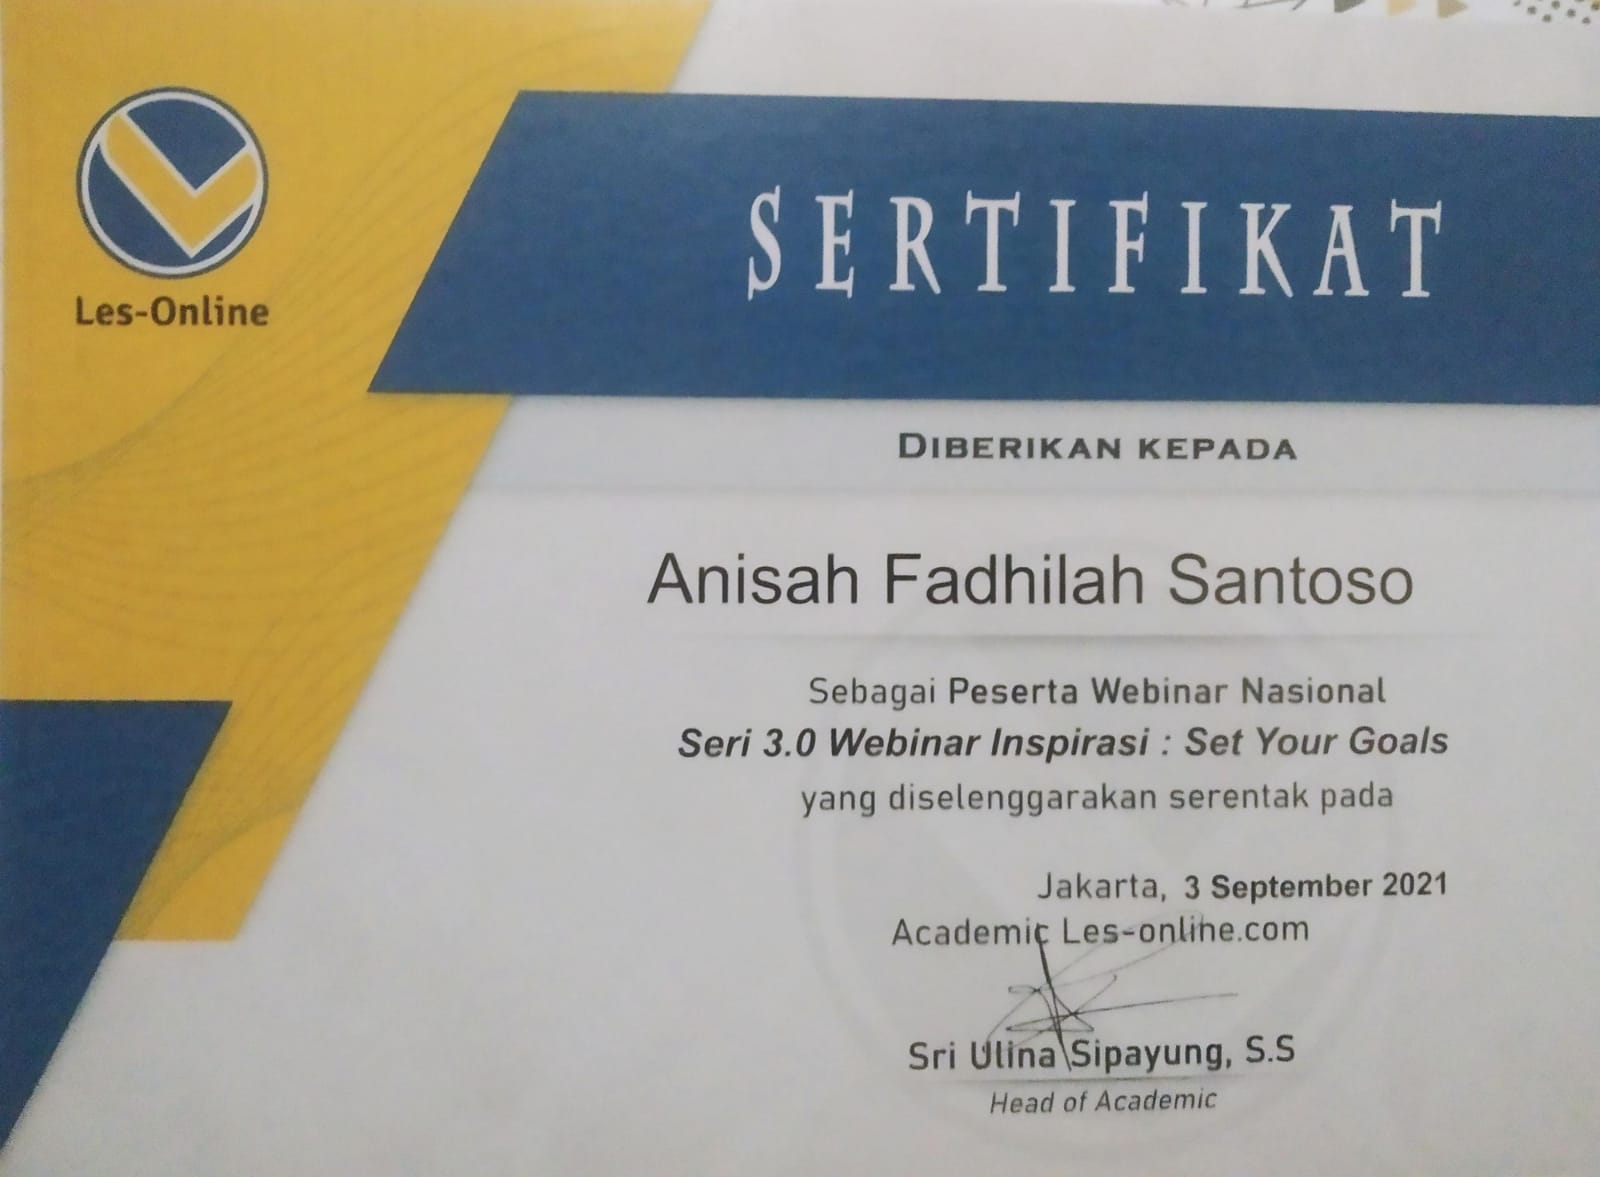 Les-Online
SERTIFIKAT
DIBERIKAN KEPADA
Anisah Fadhilah Santoso
Sebagai Peserta Webinar Nasional
Seri 3.0 Webinar Inspirasi : Set Your Goals
yang diselenggarakan serentak pada
Jakarta, 3 September 2021
Academic Les-online.com
Sri Ulina Sipayung, S.S
Head of Academic